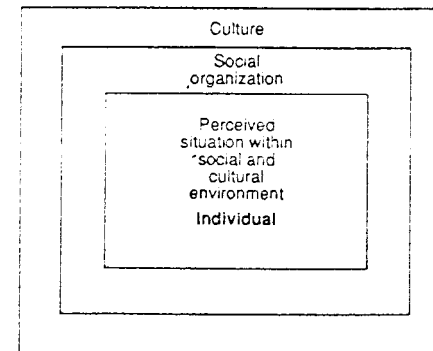 Culture
Social
organization
Perceived
situation within
social and
cultural
environment
Individual